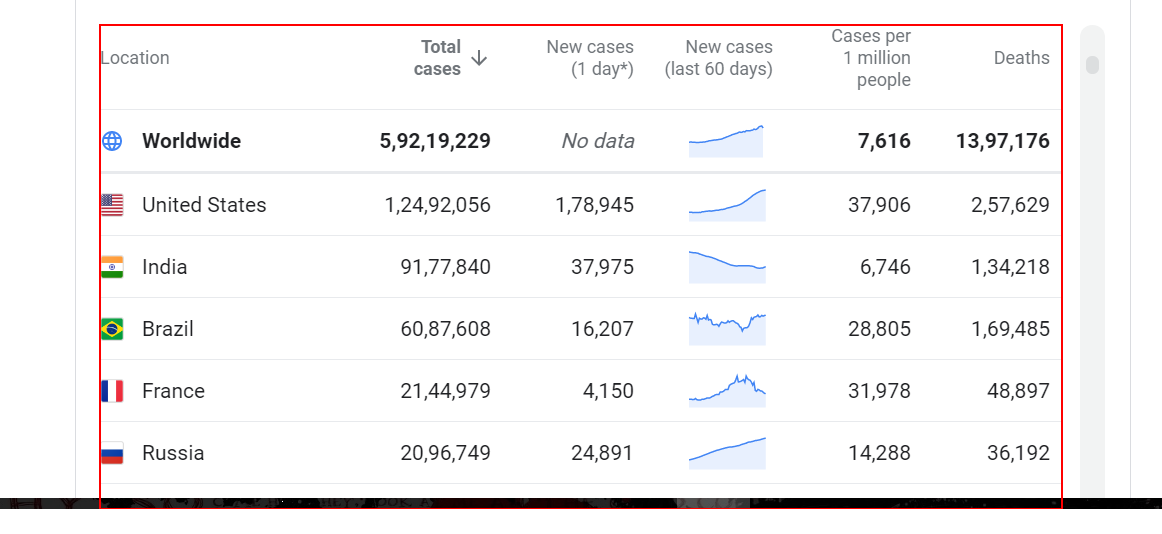 Location Total cases New cases (1 day*) New cases (last 60 days) Cases per 1 million people Deaths
Worldwide 5,92,19,229 No data 7,616 13,97,176
United States 1,24,92,056 1,78,945 37,906 2,57,629
India 91,77,840 37,975 6,746 1,34,218
Brazil 60,87,608 16,207 28,805 1,69,485
France 21,44,979 4,150 31,978 48,897
Russia 20,96,749 24,891 14,288 36,192